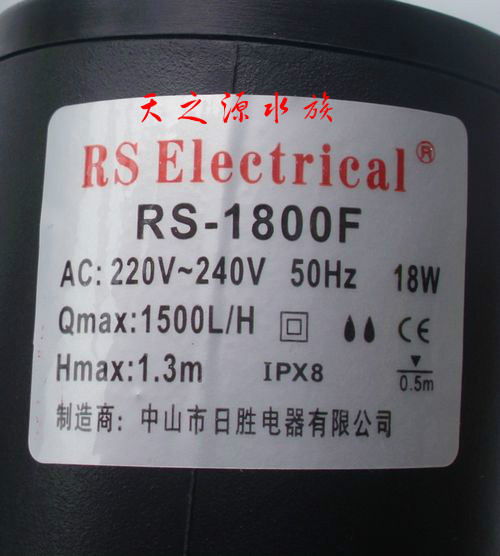 天之源水族
RS Electrical®
RS-1800F
AC: 220V~240V 50Hz 18W
Qmax:1500L/H CE
Hmax:1.3m IPX8 0.5m
制造商: 中山市日胜电器有限公司